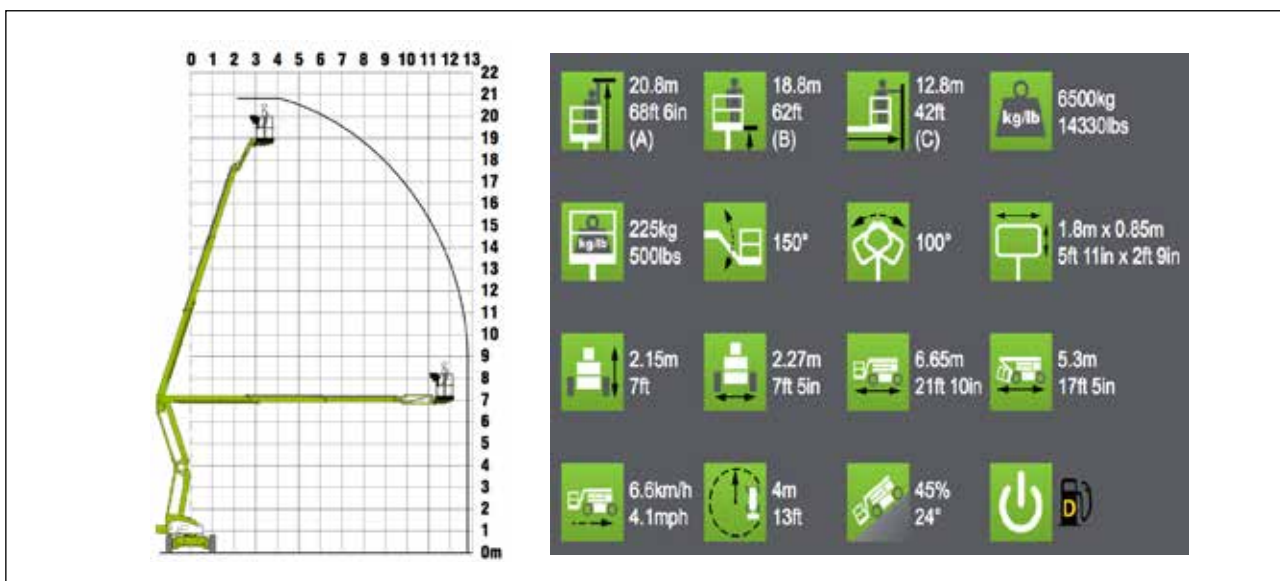 0 1 2 3 4 5 6 7 8 9 10 11 12 13
22
21
20
19
18
17
16
15
14
13
12
11
10
9
8
7
6
5
4
3
2
1
0m
20.8m
68ft 6in
(A)
18.8m
62ft
(B)
12.8m
42ft
(C)
kg/lb
6500kg
14330lbs
kg/lb
225kg
500lbs
150°
100°
1.8m x 0.85m
5ft 11in x 2ft 9in
2.15m
7ft
2.27m
7ft 5in
6.65m
21ft 10in
5.3m
17ft 5in
6.6km/h
4.1mph
4m
13ft
45%
24°
D